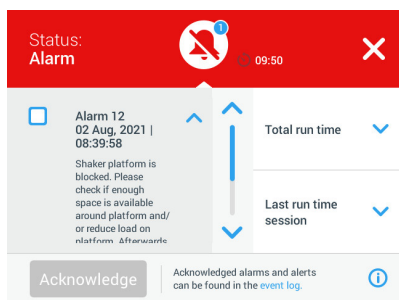 Status:
Alarm
1
09:50
Alarm 12
02 Aug, 2021 |
08:39:58
Shaker platform is
blocked. Please
check if enough
space is available
around platform and/
or reduce load on
platform. Afterwards
Total run time
Last run time
session
Acknowledge
Acknowledged alarms and alerts
can be found in the event log.